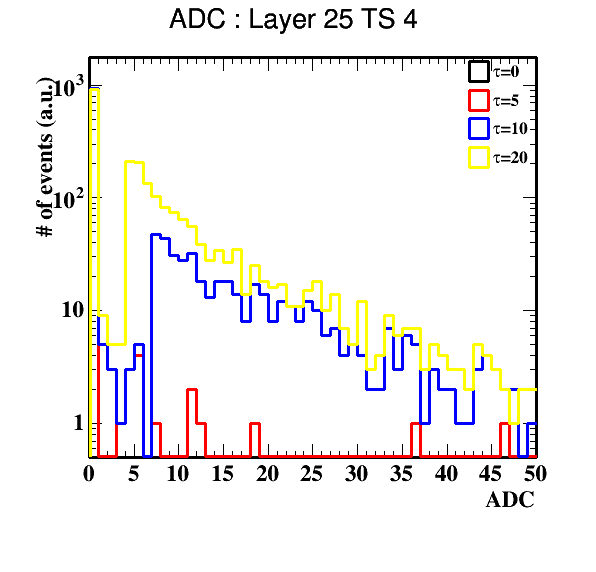 ADC : Layer 25 TS 4
# of events (a.u.)
10³
10²
10
1
τ=0
τ=5
τ=10
τ=20
0 5 10 15 20 25 30 35 40 45 50
ADC